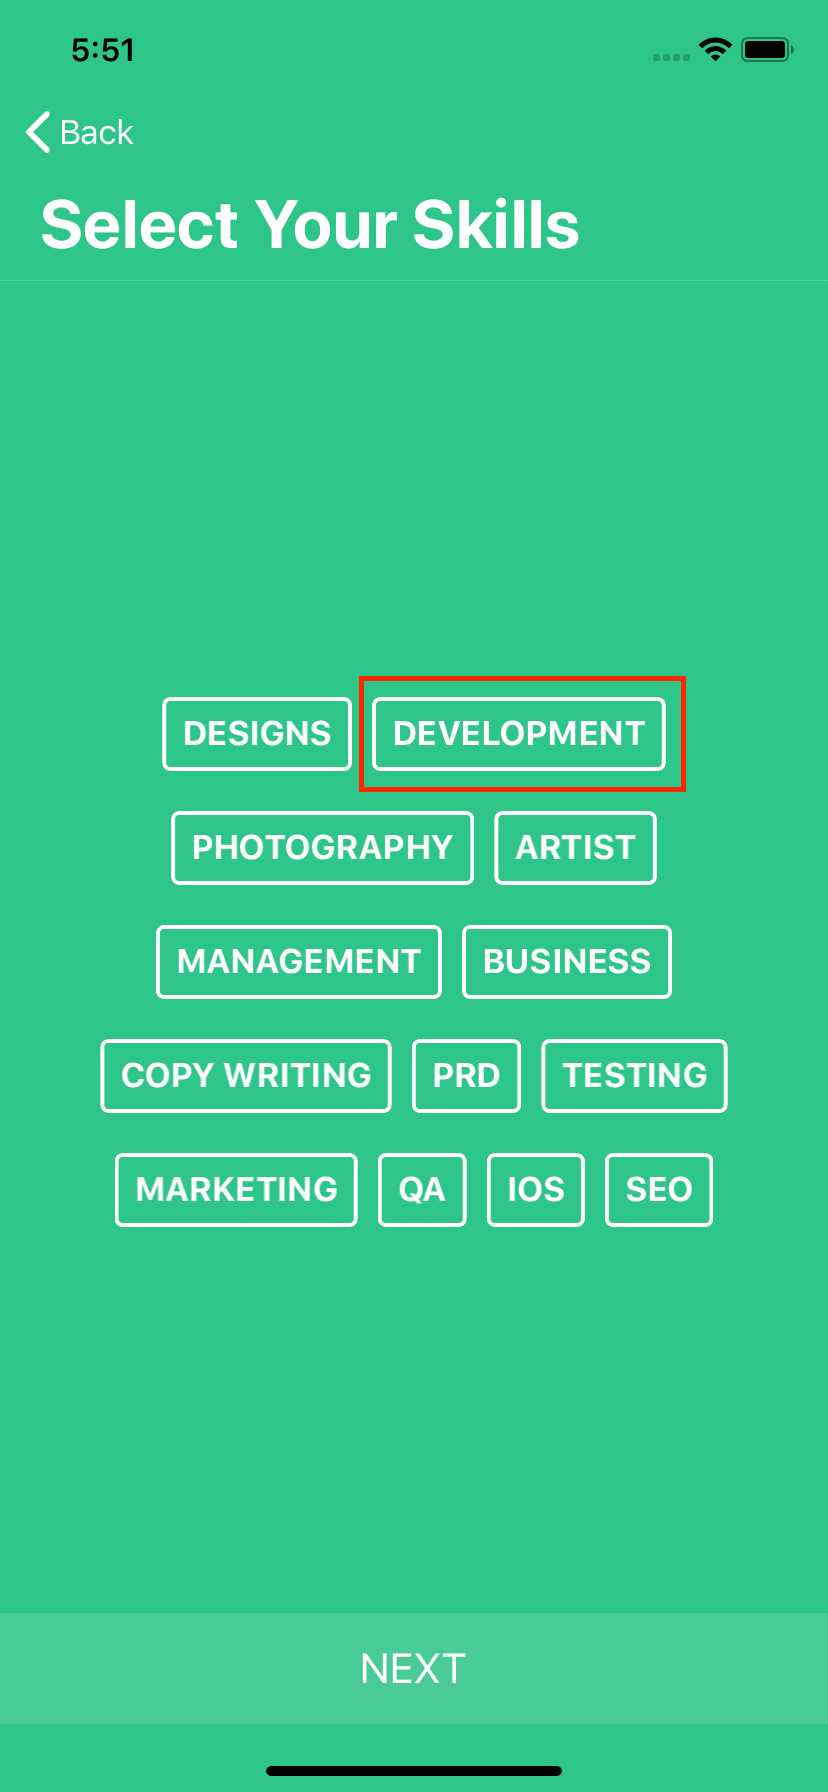 5:51
Back
Select Your Skills
DESIGNS DEVELOPMENT
PHOTOGRAPHY ARTIST
MANAGEMENT BUSINESS
COPY WRITING PRD TESTING
MARKETING QA IOS SEO
NEXT